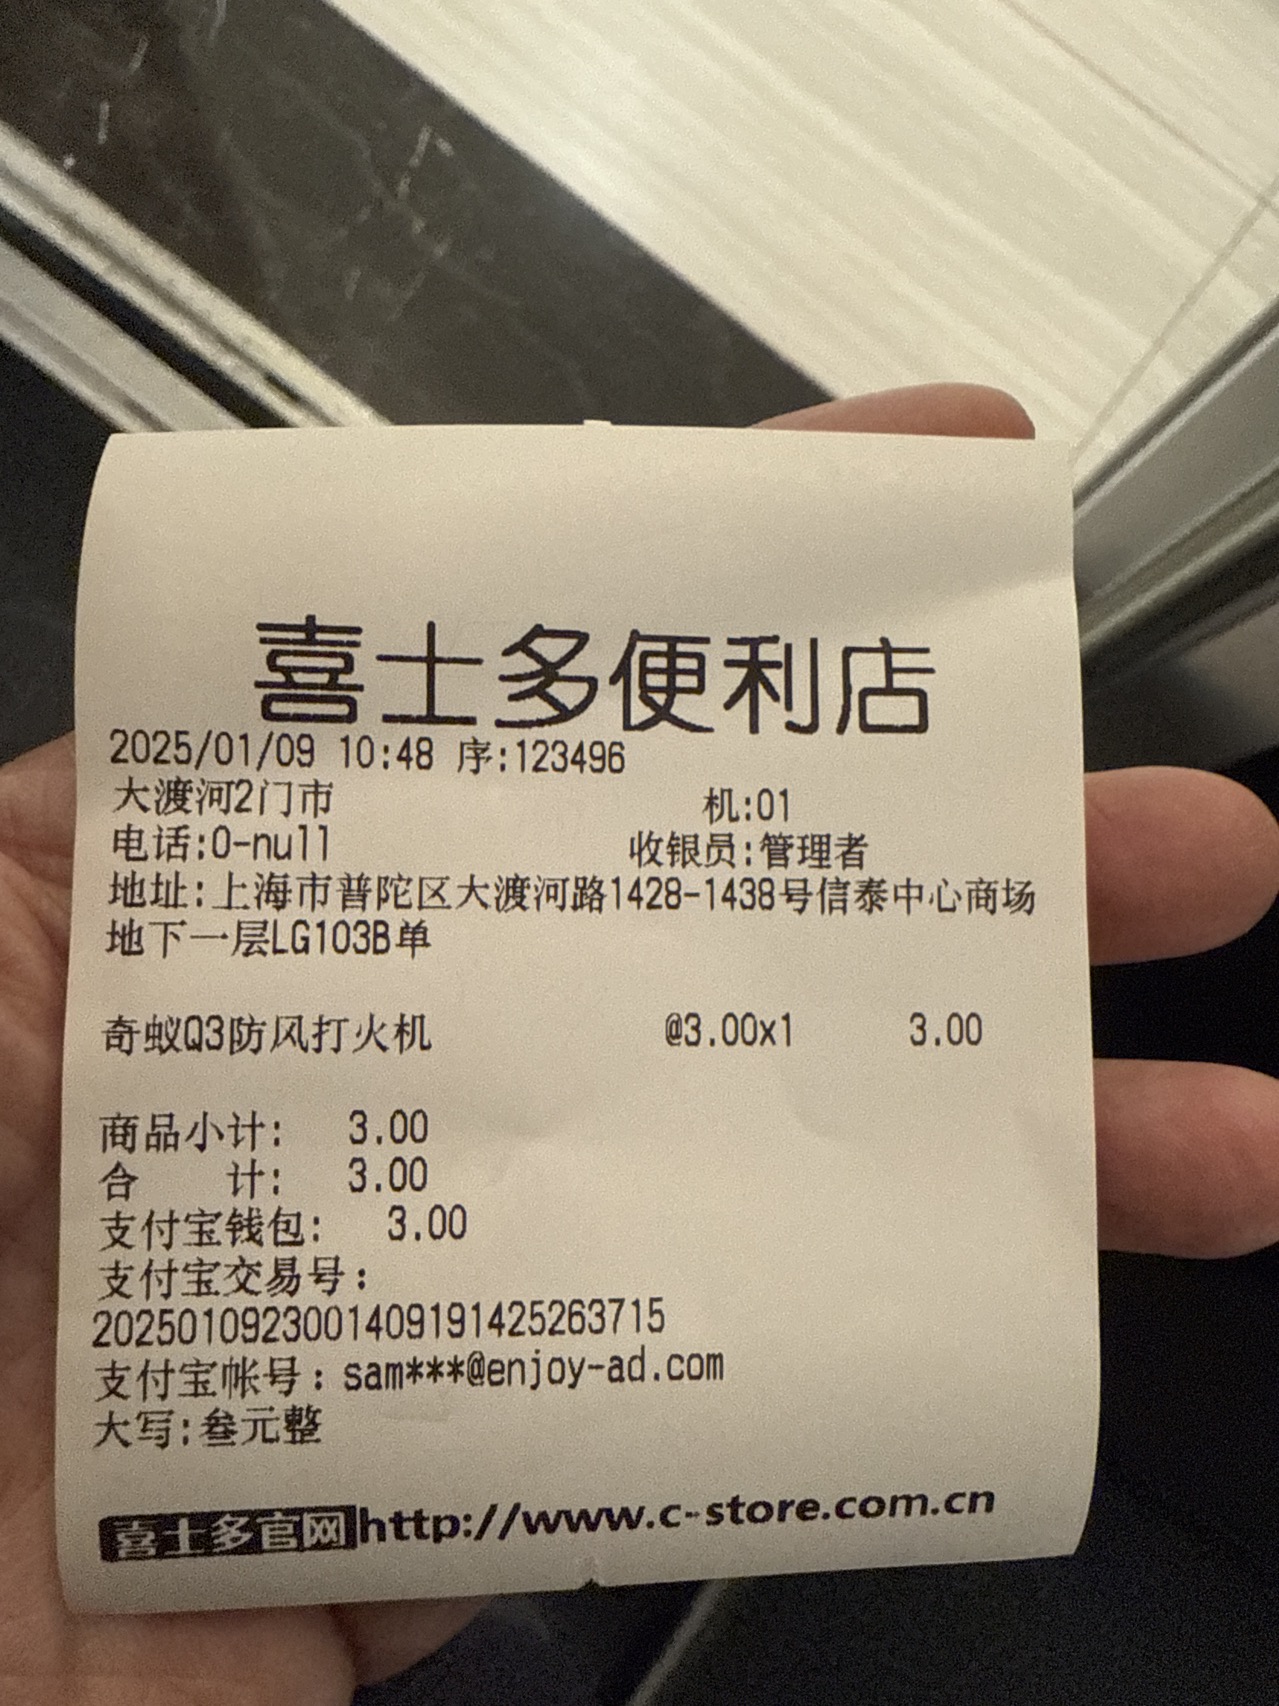 喜士多便利店
2025/01/09 10:48 序:123496
大渡河2门市 机:01
电话:0-null 收银员:管理者
地址:上海市普陀区大渡河路1428-1438号信泰中心商场
地下一层LG103B单
奇蚁Q3防风打火机 @3.00x1 3.00
商品小计: 3.00
合 计: 3.00
支付宝钱包: 3.00
支付宝交易号:
2025010923001409191425263715
支付宝帐号:sam***@enjoy-ad.com
大写:叁元整
喜士多官网http://www.c-store.com.cn